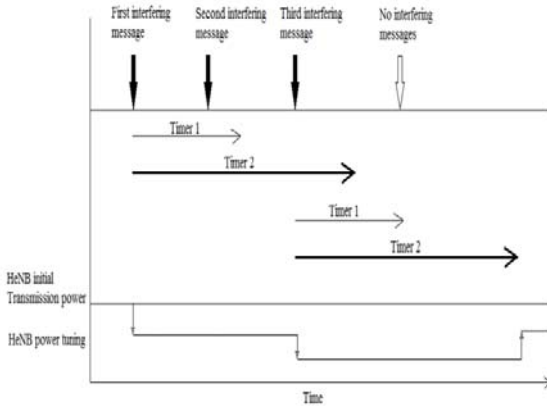 First interfering
message
Second interfering
message
Third interfering
message
No interfering
messages
Timer 1
Timer 2
Timer 1
Timer 2
HeNB initial
Transmission power
HeNB power tuning
Time